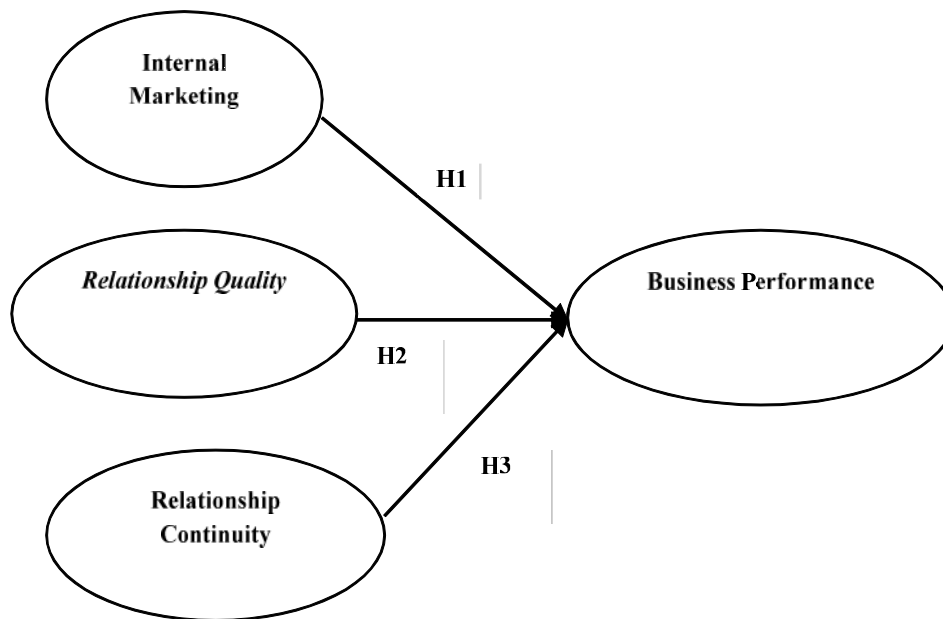 Internal
Marketing
H1
Relationship Quality
Business Performance
H2
H3
Relationship
Continuity